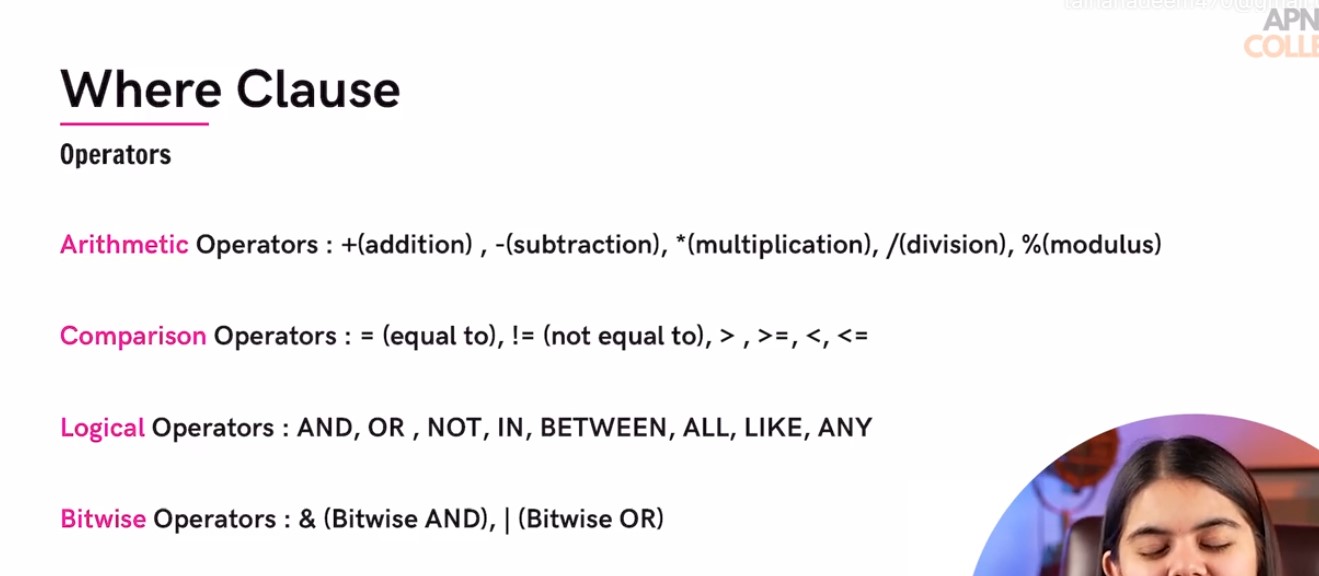 APN
COLLE
Where Clause
Operators
Arithmetic Operators : +(addition) , -(subtraction), *(multiplication), /(division), %(modulus)
Comparison Operators : = (equal to), != (not equal to), > , >=, <, <=
Logical Operators : AND, OR , NOT, IN, BETWEEN, ALL, LIKE, ANY
Bitwise Operators : & (Bitwise AND), | (Bitwise OR)